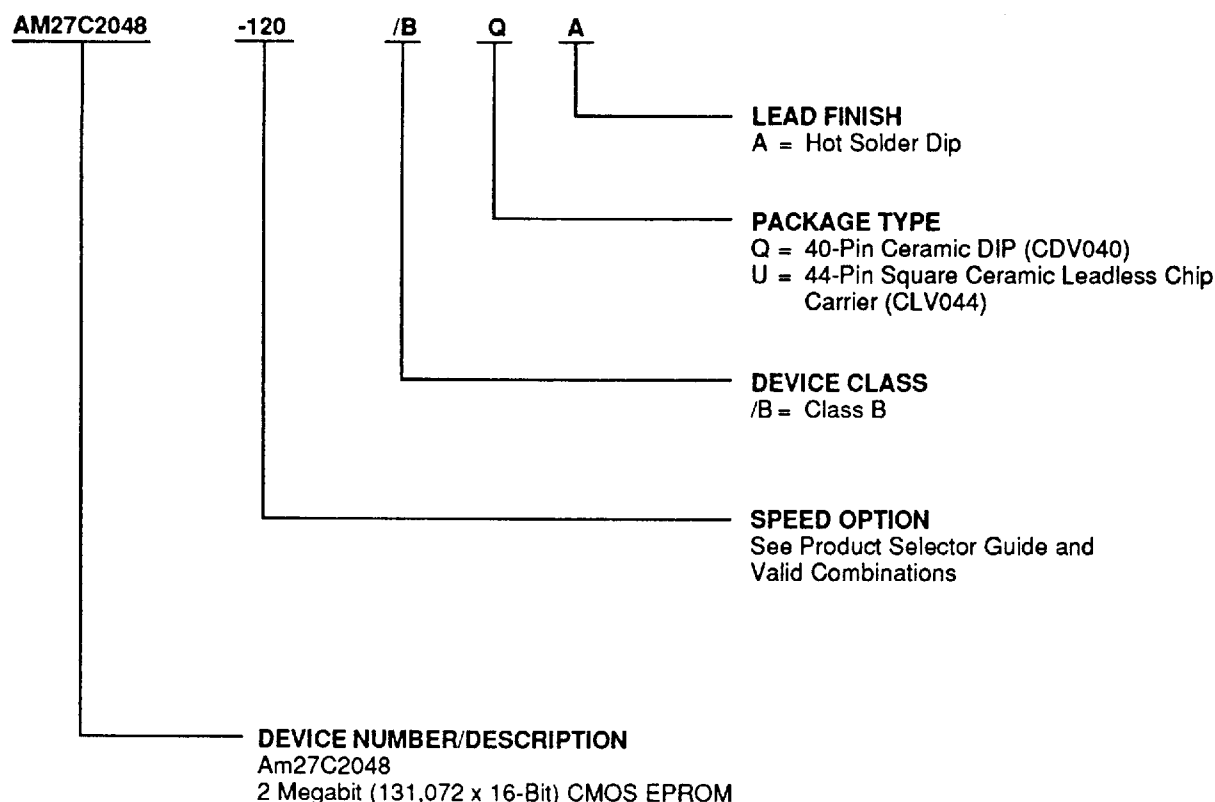 AM27C2048 -120 /B Q A
LEAD FINISH
A = Hot Solder Dip
PACKAGE TYPE
Q = 40-Pin Ceramic DIP (CDV040)
U = 44-Pin Square Ceramic Leadless Chip
Carrier (CLV044)
DEVICE CLASS
/B = Class B
SPEED OPTION
See Product Selector Guide and
Valid Combinations
DEVICE NUMBER/DESCRIPTION
Am27C2048
2 Megabit (131,072 x 16-Bit) CMOS EPROM